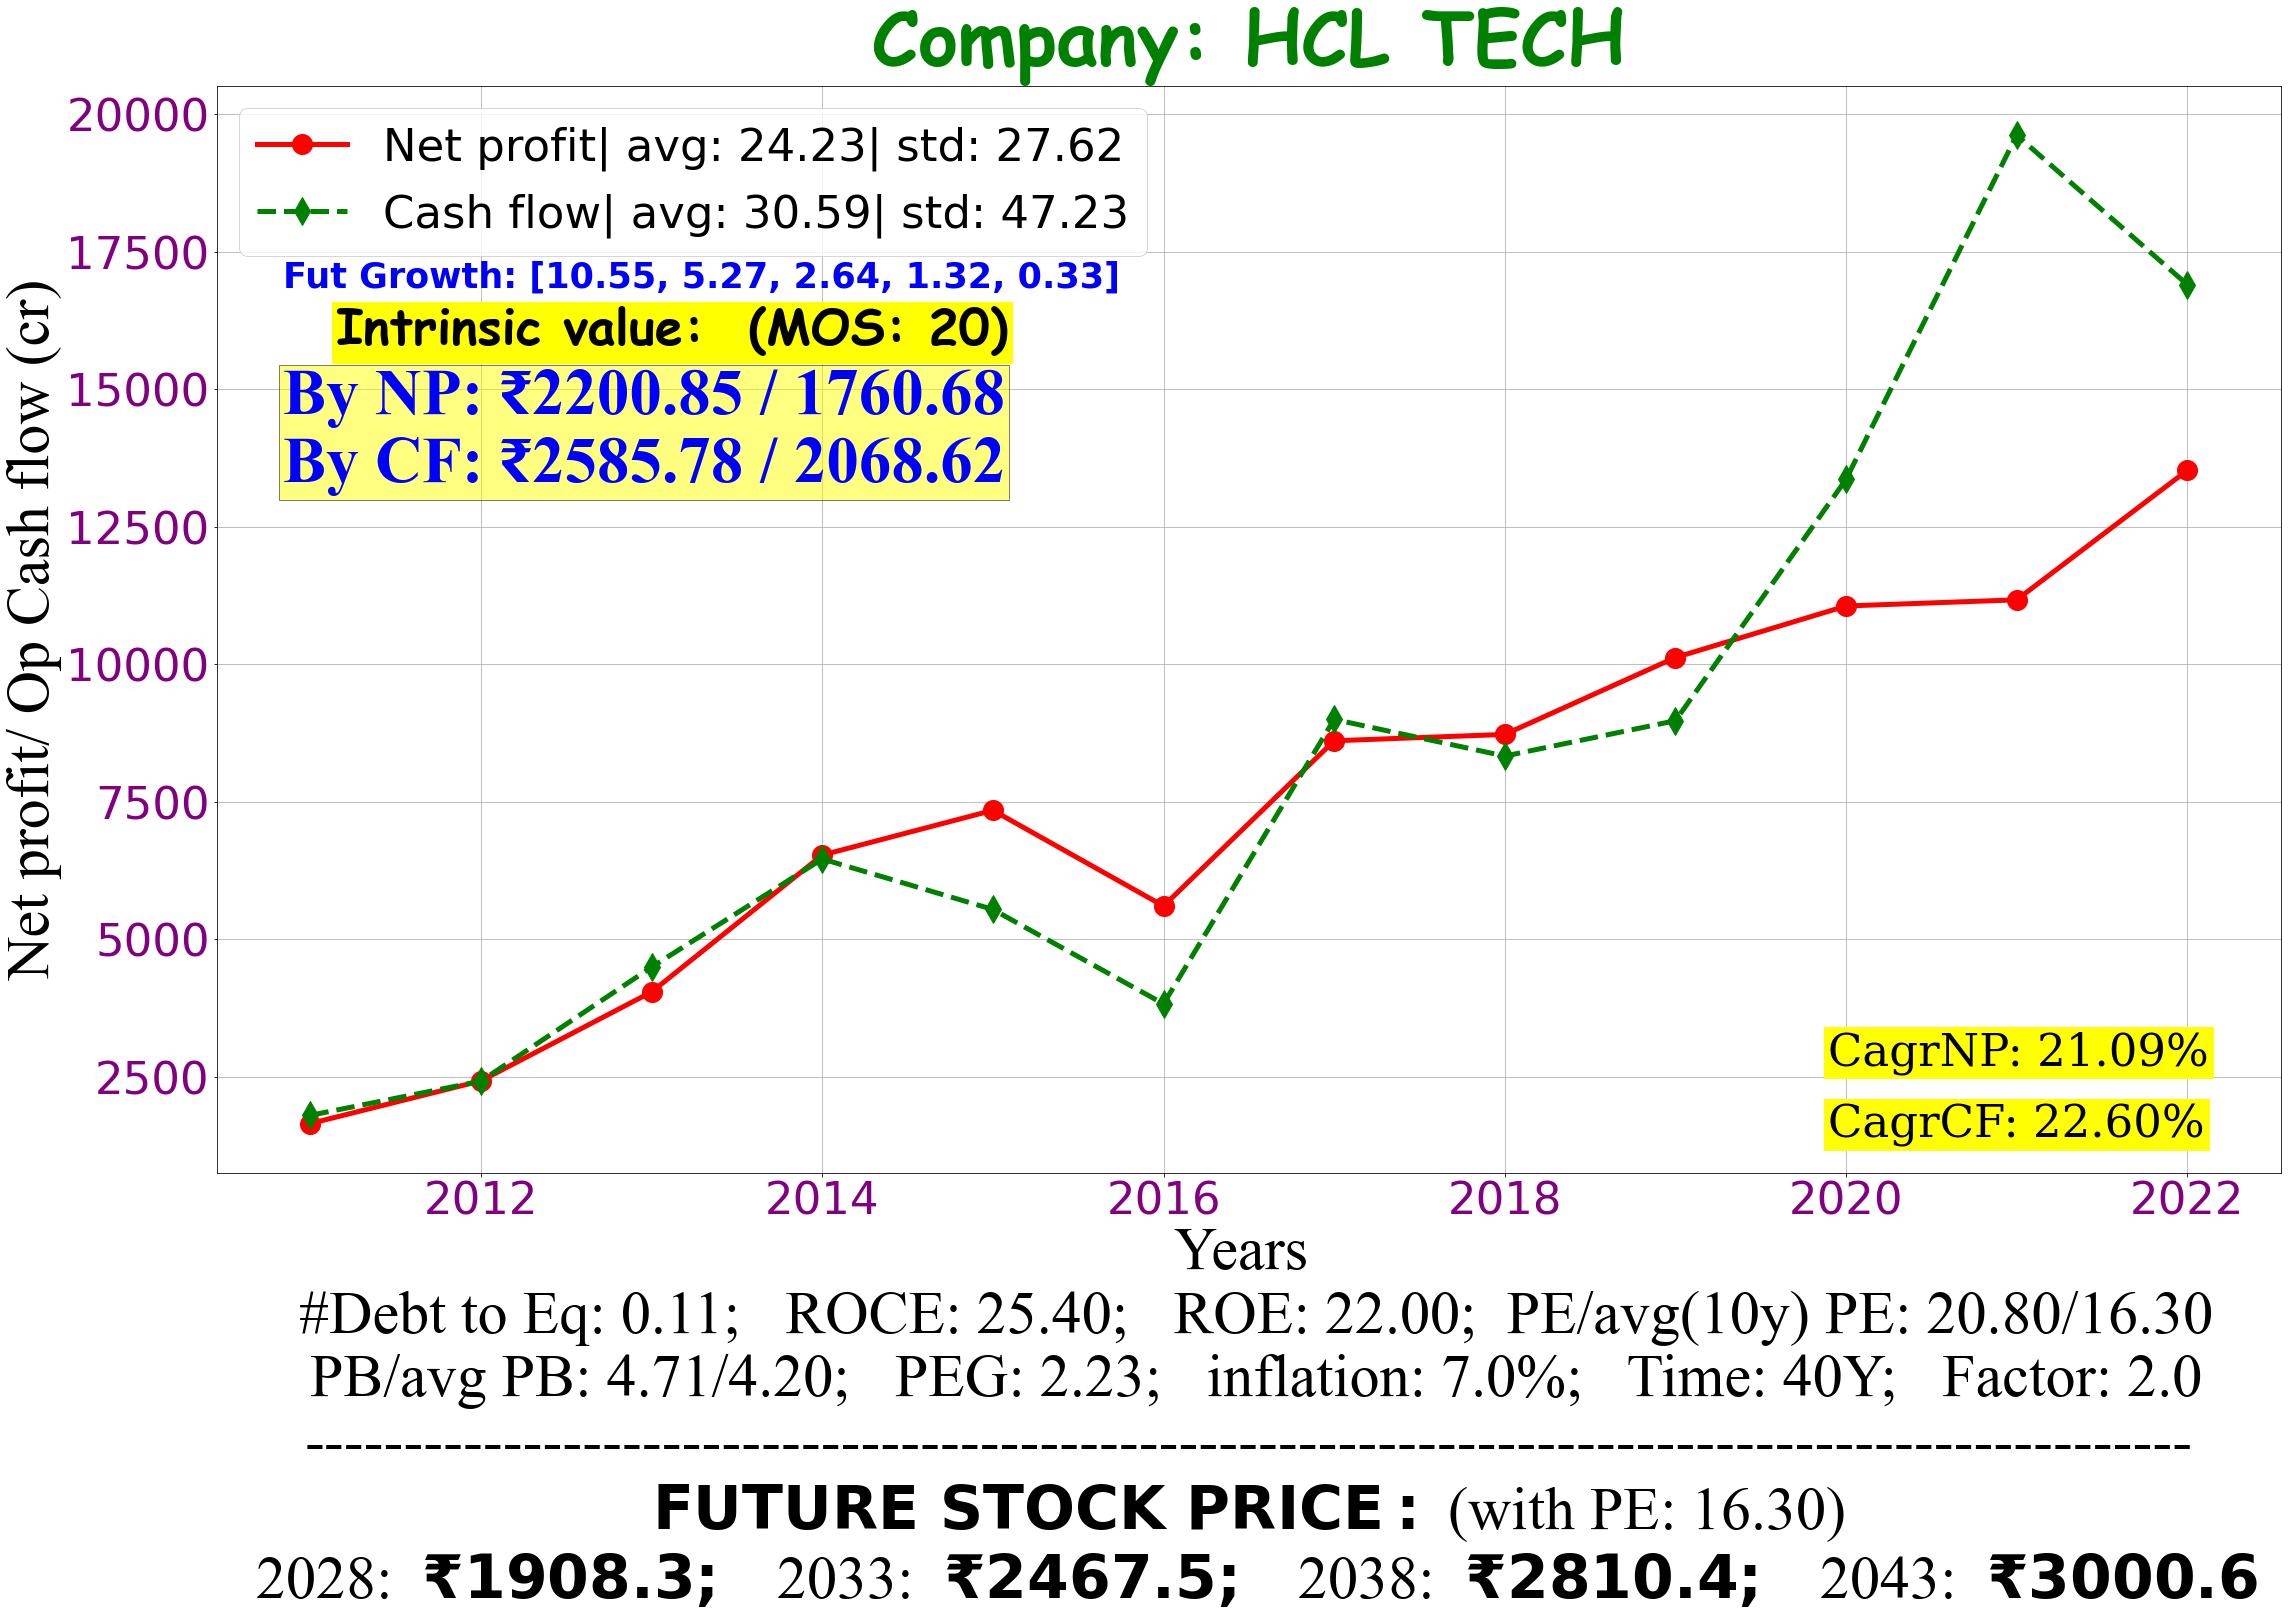 Company: HCL TECH
Net profit/ Op Cash flow (cr)
20000
17500
15000
12500
10000
7500
5000
2500
Net profit| avg: 24.23| std: 27.62
Cash flow| avg: 30.59| std: 47.23
Fut Growth: [10.55, 5.27, 2.64, 1.32, 0.33]
Intrinsic value: (MOS: 20)
By NP: ₹2200.85 / 1760.68
By CF: ₹2585.78 / 2068.62
CagrNP: 21.09%
CagrCF: 22.60%
2012 2014 2016 2018 2020 2022
Years
#Debt to Eq: 0.11; ROCE: 25.40; ROE: 22.00; PE/avg(10y) PE: 20.80/16.30
PB/avg PB: 4.71/4.20; PEG: 2.23; inflation: 7.0%; Time: 40Y; Factor: 2.0
FUTURE STOCK PRICE: (with PE: 16.30)
2028: ₹1908.3; 2033: ₹2467.5; 2038: ₹2810.4; 2043: ₹3000.6